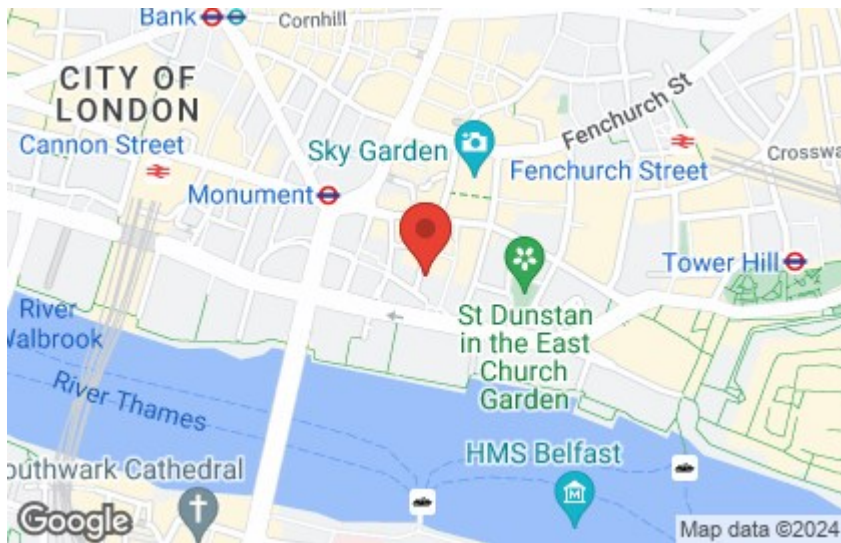 Bank
Cornhill
CITY OF
LONDON
Cannon Street
Monument
Sky Garden
Fenchurch St
Fenchurch Street
Crosswa
Tower Hill
River
Walbrook
River Thames
St Dunstan
in the East
Church
Garden
HMS Belfast
M
outhwark Cathedral
Google
Map data ©2024